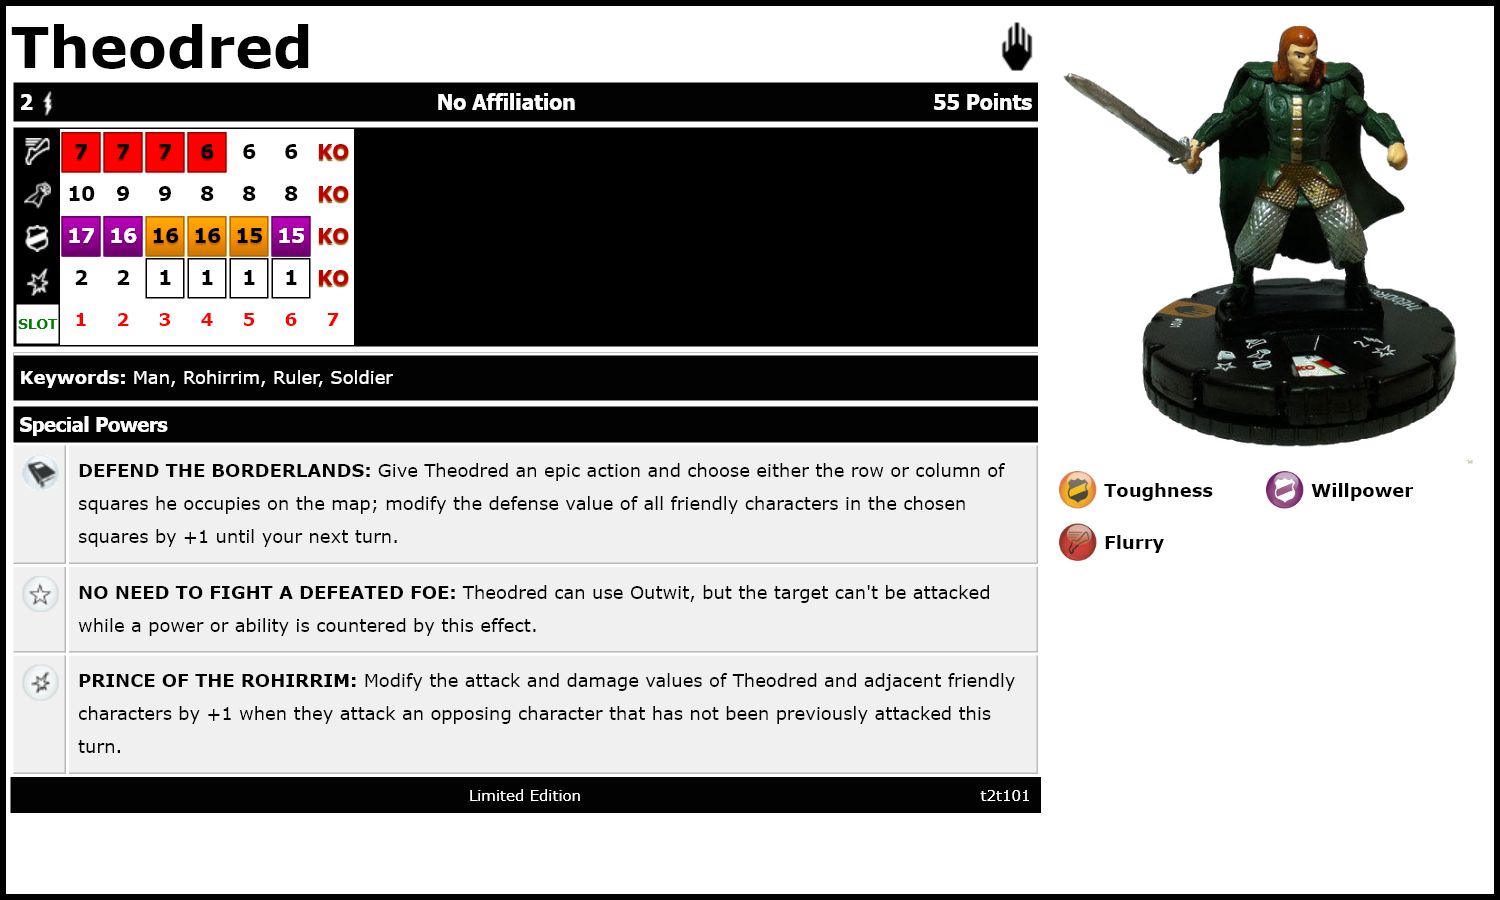 Theodred
2 No Affiliation 55 Points
7 7 7 6 6 6 KO
10 9 9 8 8 8 KO
17 16 16 16 15 15 KO
2 2 1 1 1 1 KO
SLOT 1 2 3 4 5 6 7
Keywords: Man, Rohirrim, Ruler, Soldier
Special Powers
DEFEND THE BORDERLANDS: Give Theodred an epic action and choose either the row or column of
squares he occupies on the map; modify the defense value of all friendly characters in the chosen
squares by +1 until your next turn.
NO NEED TO FIGHT A DEFEATED FOE: Theodred can use Outwit, but the target can't be attacked
while a power or ability is countered by this effect.
PRINCE OF THE ROHIRRIM: Modify the attack and damage values of Theodred and adjacent friendly
characters by +1 when they attack an opposing character that has not been previously attacked this
turn.
Limited Edition t2t101
THEODRED
#101
2
KO
Toughness Willpower
Flurry